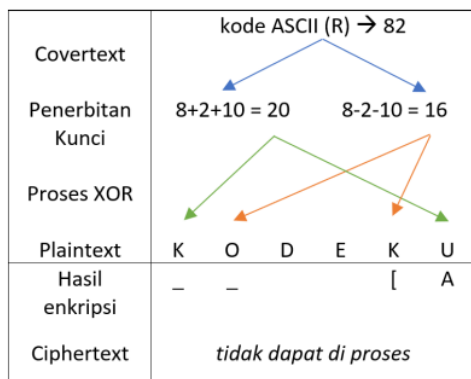 kode ASCII (R) → 82
Covertext
Penerbitan Kunci 8+2+10 = 20 8-2-10 = 16
Proses XOR
Plaintext K O D E K U
Hasil enkripsi _ _ [ A
Ciphertext tidak dapat di proses